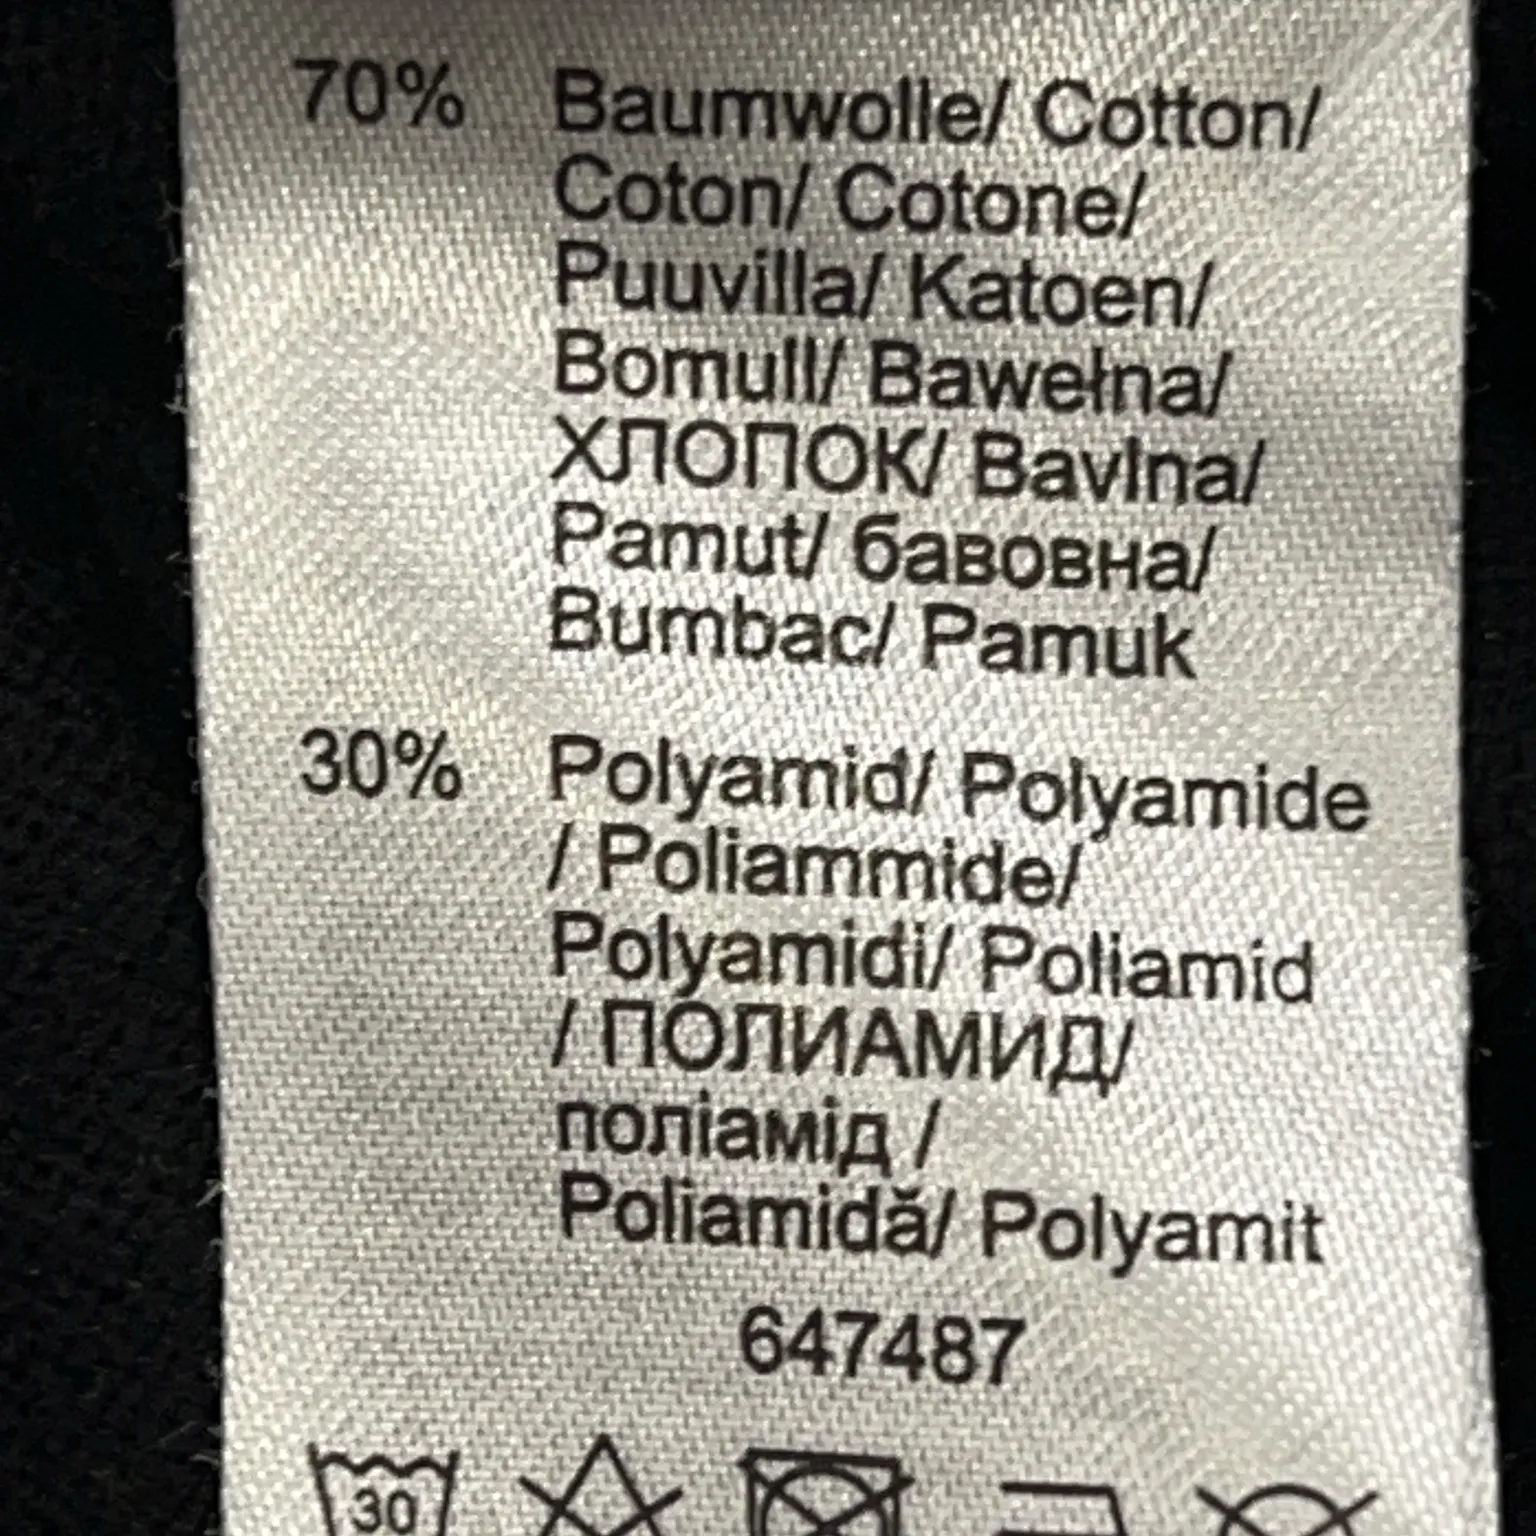 70% Baumwolle/ Cotton/
Coton/ Cotone/
Puuvilla/ Katoen/
Bomull/ Bawełna/
ХЛОПОК/ Bavlna/
Pamut/ бавовна/
Bumbac/ Pamuk
30% Polyamid/ Polyamide
/ Poliammide/
Polyamidi/ Poliamid
/ ПОЛИАМИД/
поліамід /
Poliamidă/ Polyamit
647487
30